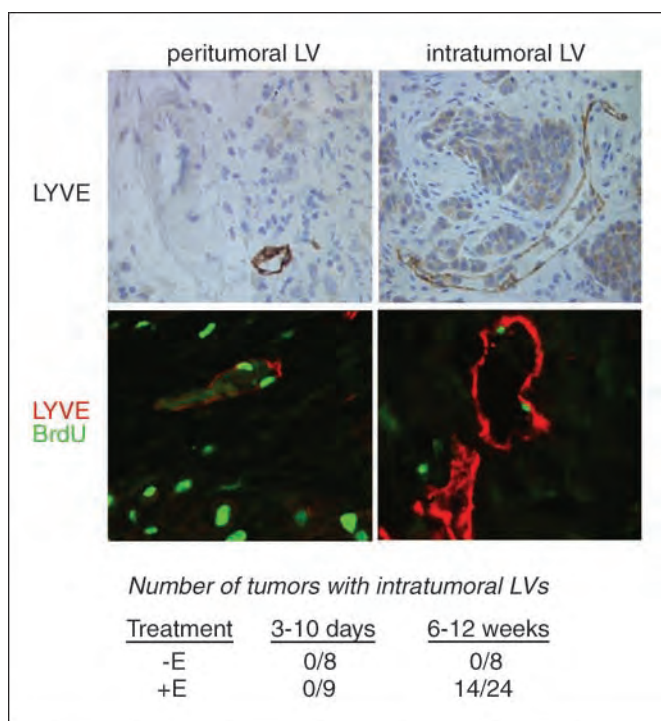 peritumoral LV intratumoral LV
LYVE
LYVE
BrdU
Number of tumors with intratumoral LVs
Treatment 3-10 days 6-12 weeks
-E 0/8 0/8
+E 0/9 14/24